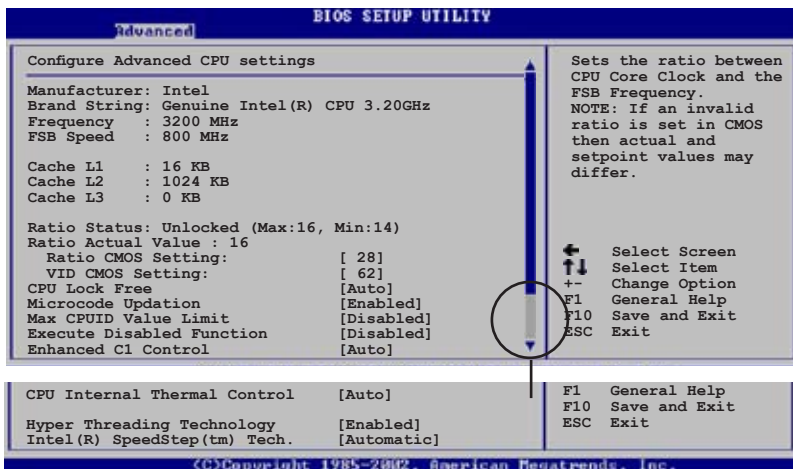 BIOS SETUP UTILITY
Advanced
Configure Advanced CPU settings
Manufacturer: Intel
Brand String: Genuine Intel(R) CPU 3.20GHz
Frequency : 3200 MHz
FSB Speed : 800 MHz
Cache L1 : 16 KB
Cache L2 : 1024 KB
Cache L3 : 0 KB
Ratio Status: Unlocked (Max:16, Min:14)
Ratio Actual Value : 16
Ratio CMOS Setting: [ 28]
VID CMOS Setting: [ 62]
CPU Lock Free [Auto]
Microcode Updation [Enabled]
Max CPUID Value Limit [Disabled]
Execute Disabled Function [Disabled]
Enhanced C1 Control [Auto]
Sets the ratio between
CPU Core Clock and the
FSB Frequency.
NOTE: If an invalid
ratio is set in CMOS
then actual and
setpoint values may
differ.
Select Screen
Select Item
+- Change Option
F1 General Help
F10 Save and Exit
ESC Exit
CPU Internal Thermal Control [Auto]
Hyper Threading Technology [Enabled]
Intel(R) SpeedStep(tm) Tech. [Automatic]
F1 General Help
F10 Save and Exit
ESC Exit
(C)Copyright 1985-2002, American Megatrends, Inc.